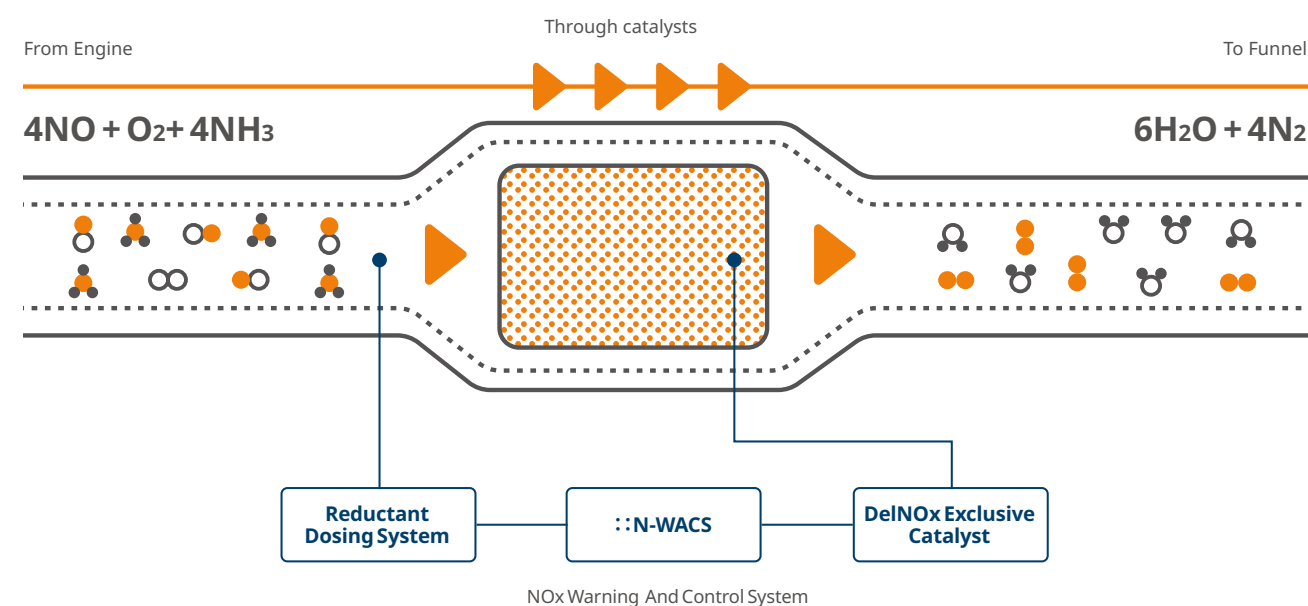 Through catalysts
From Engine
To Funnel
4NO + O2+ 4NH3
6H2O + 4N2
Reductant
Dosing System
::N-WACS
DelNOx Exclusive
Catalyst
NOx Warning And Control System